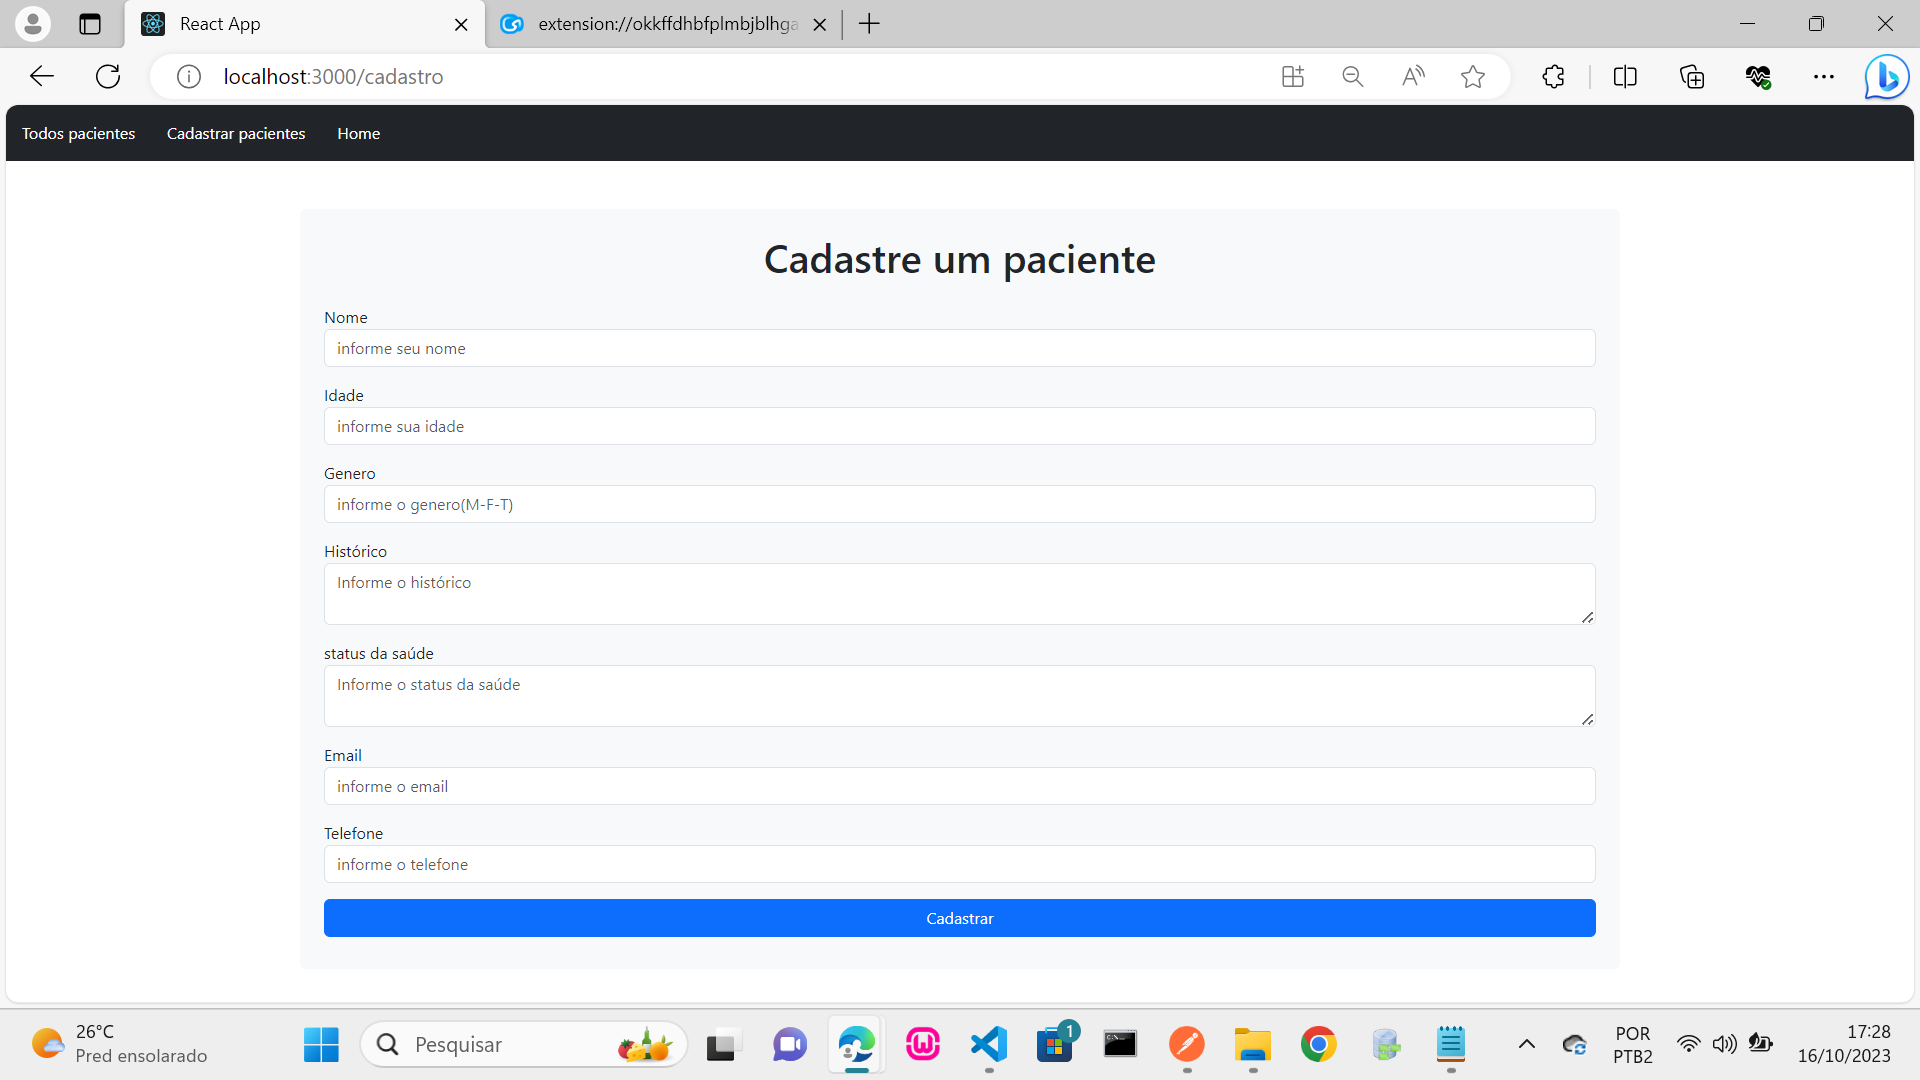 React App
extension://okkffdhbfplmbjblhga
localhost:3000/cadastro
Todos pacientes
Cadastrar pacientes
Home
Cadastre um paciente
Nome
informe seu nome
Idade
informe sua idade
Genero
informe o genero(M-F-T)
Histórico
Informe o histórico
status da saúde
Informe o status da saúde
Email
informe o email
Telefone
informe o telefone
Cadastrar
26°C
Pred ensolarado
Pesquisar
1
POR
PTB2
17:28
16/10/2023